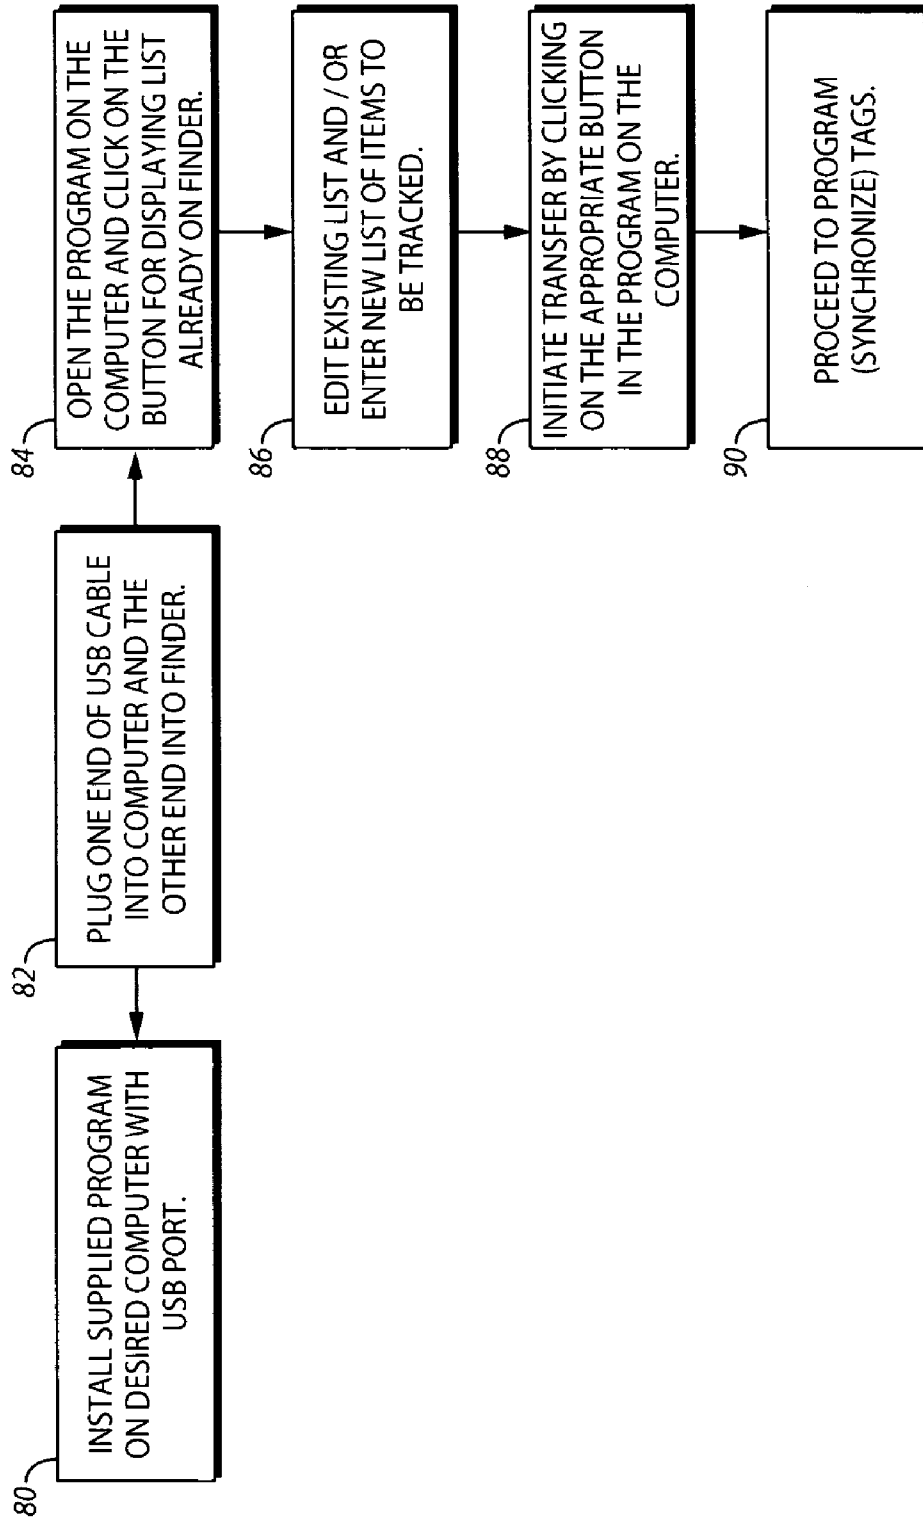 80
INSTALL SUPPLIED PROGRAM
ON DESIRED COMPUTER WITH
USB PORT.
82
PLUG ONE END OF USB CABLE
INTO COMPUTER AND THE
OTHER END INTO FINDER.
84
OPEN THE PROGRAM ON THE
COMPUTER AND CLICK ON THE
BUTTON FOR DISPLAYING LIST
ALREADY ON FINDER.
86
EDIT EXISTING LIST AND / OR
ENTER NEW LIST OF ITEMS TO
BE TRACKED.
88
INITIATE TRANSFER BY CLICKING
ON THE APPROPRIATE BUTTON
IN THE PROGRAM ON THE
COMPUTER.
90
PROCEED TO PROGRAM
(SYNCHRONIZE) TAGS.